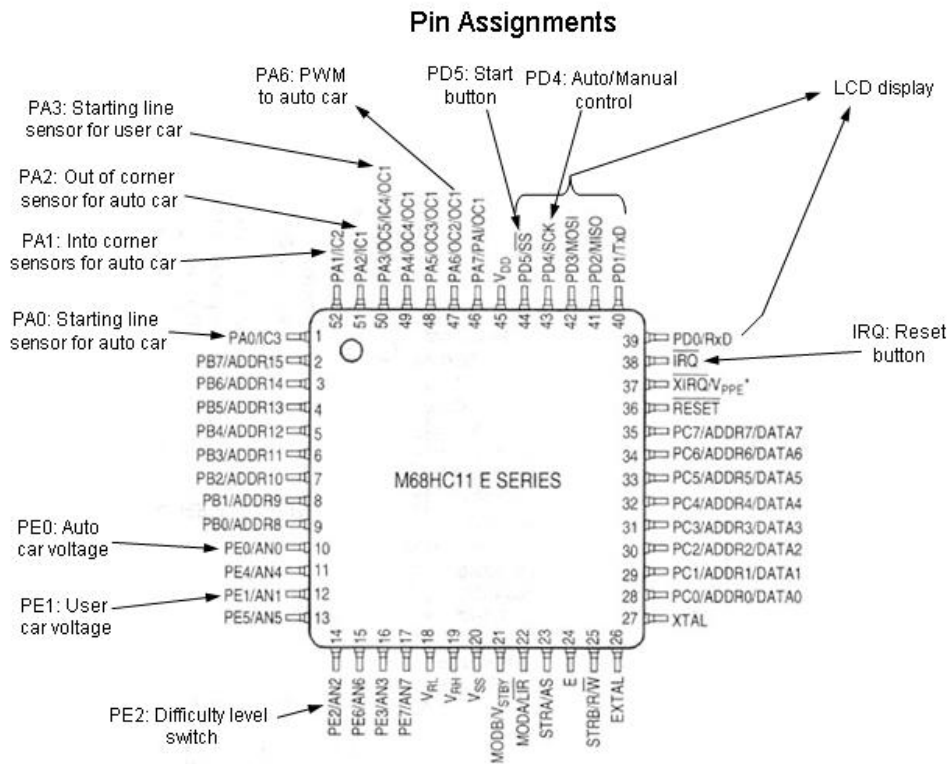 Pin Assignments
PA6: PWM
to auto car
PD5: Start
button
PD4: Auto/Manual
control
LCD display
PA3: Starting line
sensor for user car
PA2: Out of corner
sensor for auto car
PA1: Into corner
sensors for auto car
PA0: Starting line
sensor for auto car
IRQ: Reset
button
PE0: Auto
car voltage
PE1: User
car voltage
PE2: Difficulty level
switch
PA1/IC2
PA2/IC1
PA3/OC5/IC4/OC1
PA4/OC4/OC1
PA5/OC3/OC1
PA6/OC2/OC1
PA7/PAI/OC1
VDD
PD5/SS
PD4/SCK
PD3/MOSI
PD2/MISO
PD1/TxD
52 51 50 49 48 47 46 45 44 43 42 41 40
PA0/IC3 1
PB7/ADDR15 2
PB6/ADDR14 3
PB5/ADDR13 4
PB4/ADDR12 5
PB3/ADDR11 6
PB2/ADDR10 7
PB1/ADDR9 8
PB0/ADDR8 9
PE0/AN0 10
PE4/AN4 11
PE1/AN1 12
PE5/AN5 13
M68HC11 E SERIES
39 PD0/RxD
38 IRQ
37 XIRQ/VPPE*
36 RESET
35 PC7/ADDR7/DATA7
34 PC6/ADDR6/DATA6
33 PC5/ADDR5/DATA5
32 PC4/ADDR4/DATA4
31 PC3/ADDR3/DATA3
30 PC2/ADDR2/DATA2
29 PC1/ADDR1/DATA1
28 PC0/ADDR0/DATA0
27 XTAL
14 15 16 17 18 19 20 21 22 23 24 25 26
PE2/AN2
PE6/AN6
PE3/AN3
PE7/AN7
VRL
VRH
VSS
MODB/VSTBY
MODA/LIR
STRA/AS
E
STRB/R/W
EXTAL